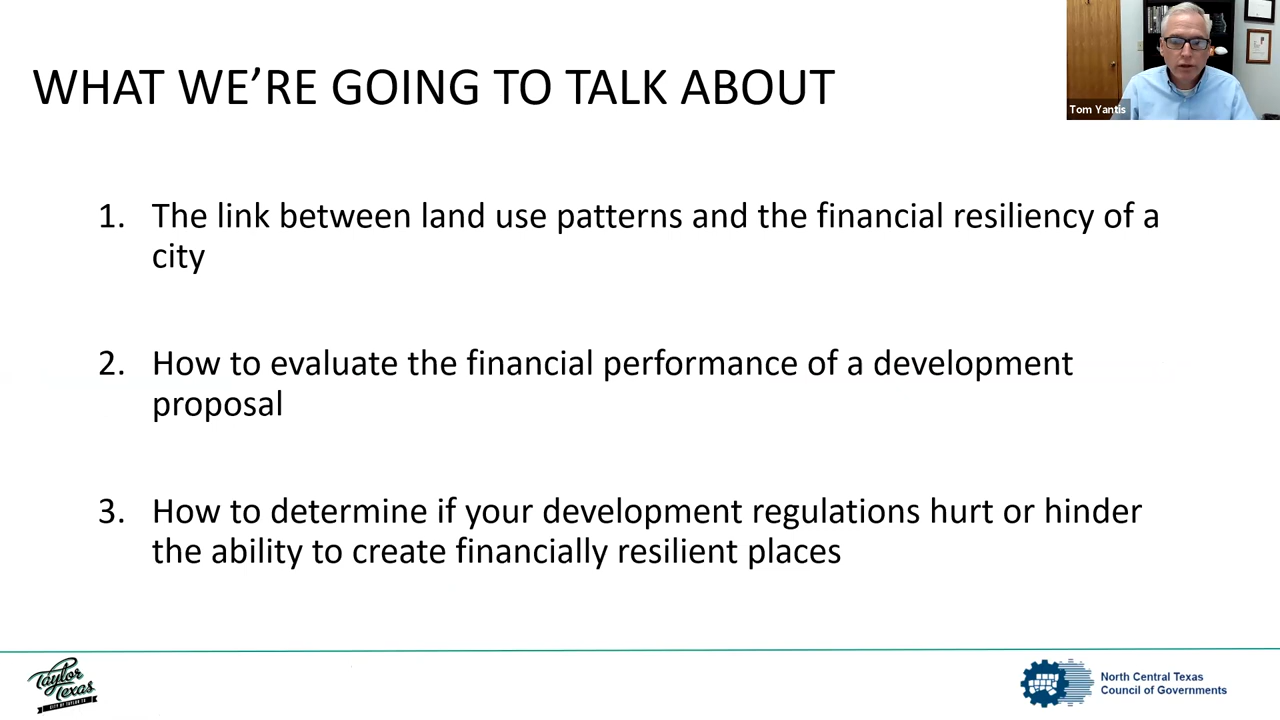 WHAT WE'RE GOING TO TALK ABOUT
Tom Yantis
1. The link between land use patterns and the financial resiliency of a
city
2. How to evaluate the financial performance of a development
proposal
3. How to determine if your development regulations hurt or hinder
the ability to create financially resilient places
Taylor
Texas
North Central Texas
Council of Governments